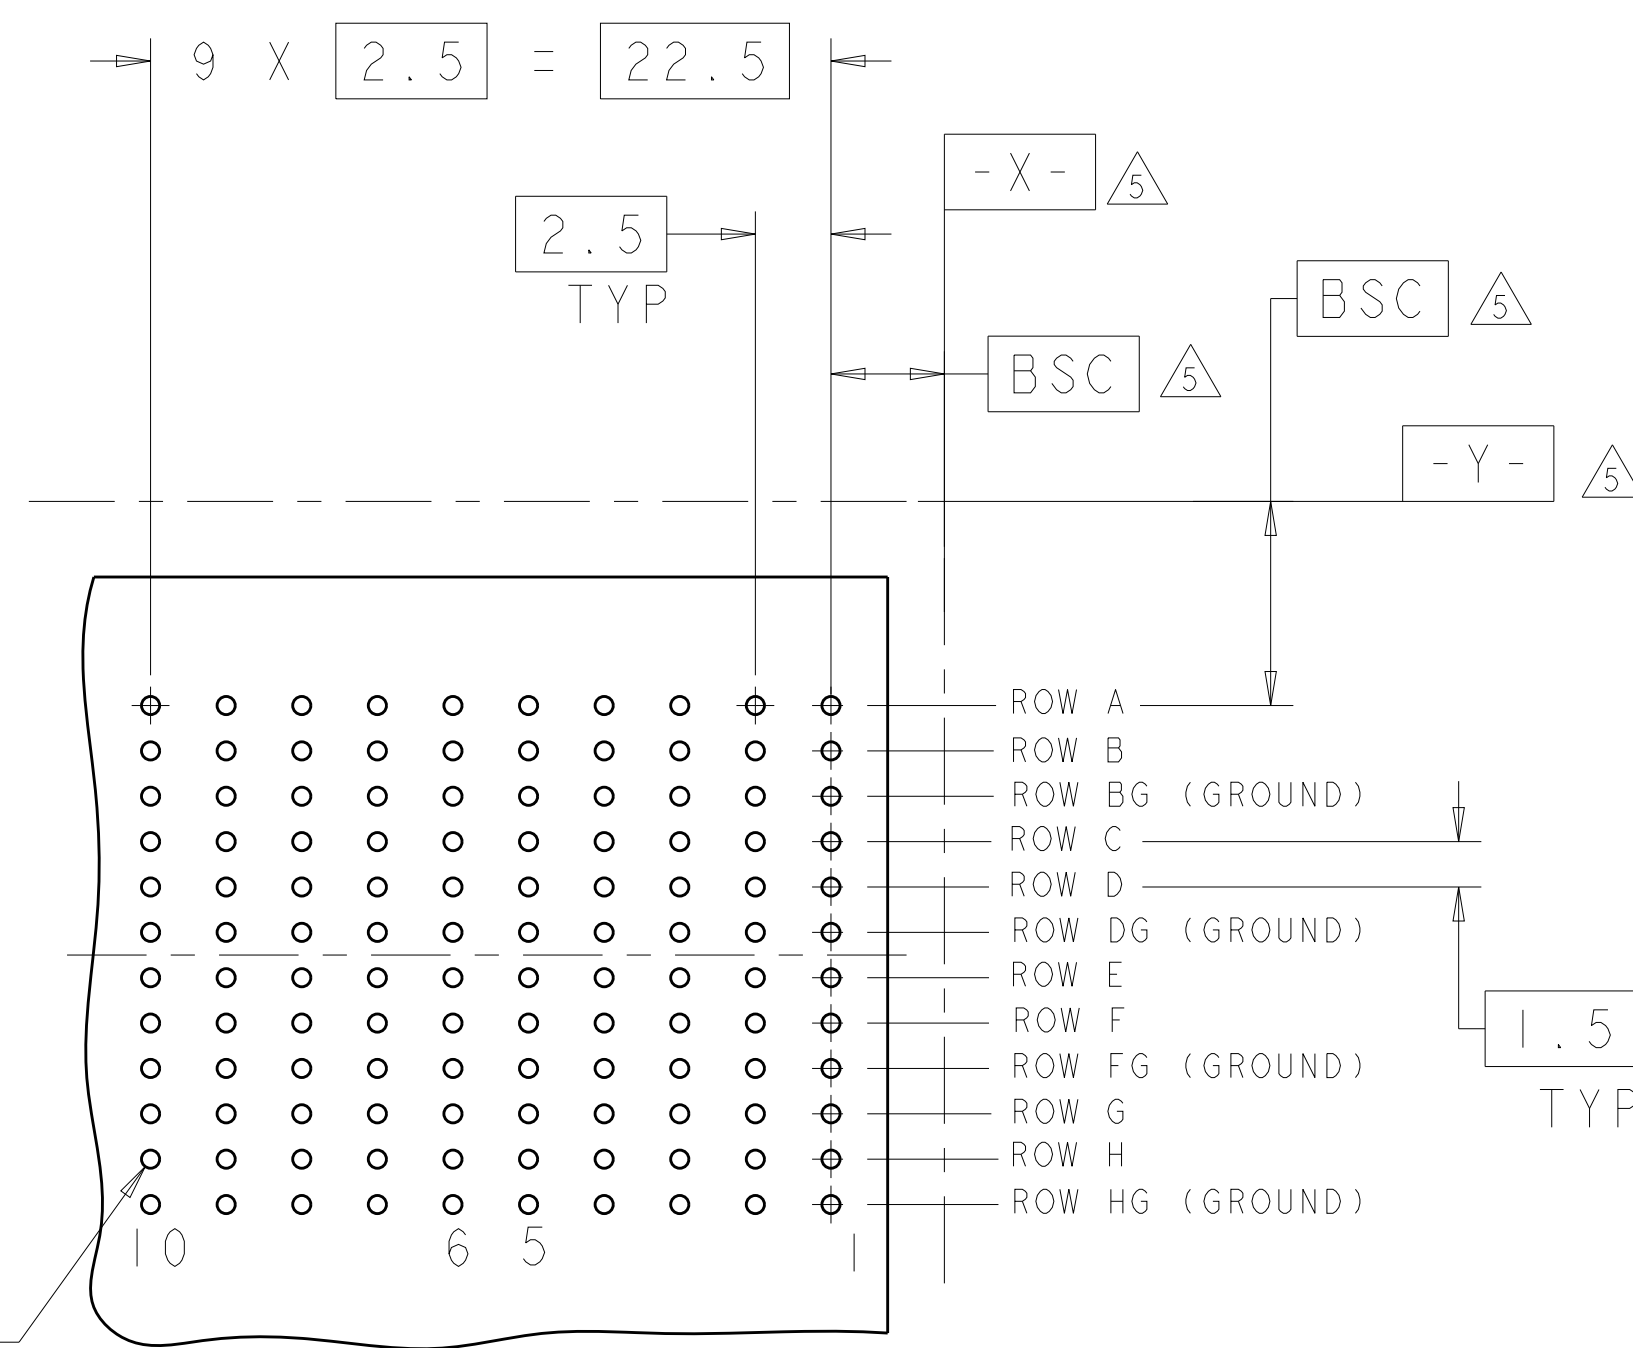 9 X 2.5 = 22.5
-X- 5
2.5
TYP
BSC 5
BSC 5
-Y- 5
ROW A
ROW B
ROW BG (GROUND)
ROW C
ROW D
ROW DG (GROUND)
ROW E
ROW F
ROW FG (GROUND)
1.5
TYP
ROW G
ROW H
ROW HG (GROUND)
10 6 5 1